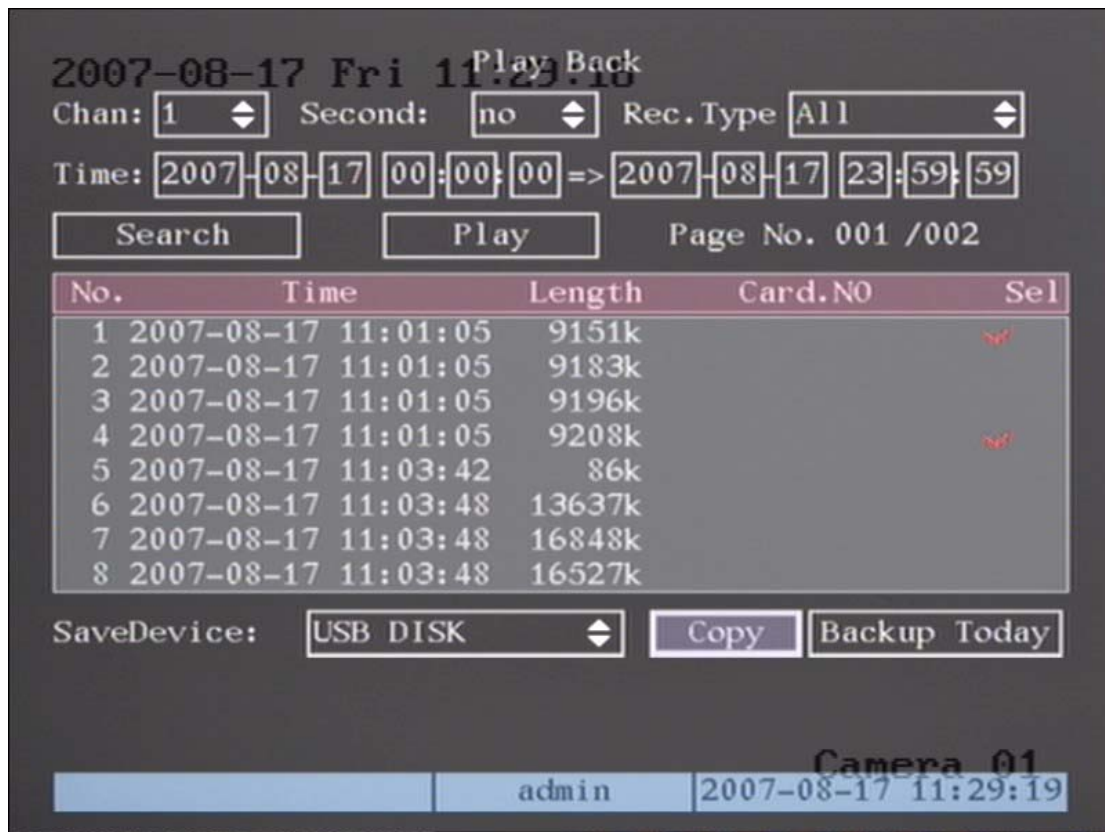 Play Back
2007-08-17 Fri 11:29:18
Chan: 1 Second: no Rec.Type All
Time: 2007-08-17 00:00:00 => 2007-08-17 23:59:59
Search Play Page No. 001 /002
No. Time Length Card.NO Sel
1 2007-08-17 11:01:05 9151k
2 2007-08-17 11:01:05 9183k
3 2007-08-17 11:01:05 9196k
4 2007-08-17 11:01:05 9208k
5 2007-08-17 11:03:42 86k
6 2007-08-17 11:03:48 13637k
7 2007-08-17 11:03:48 16848k
8 2007-08-17 11:03:48 16527k
SaveDevice: USB DISK Copy Backup Today
Camera 01
admin 2007-08-17 11:29:19